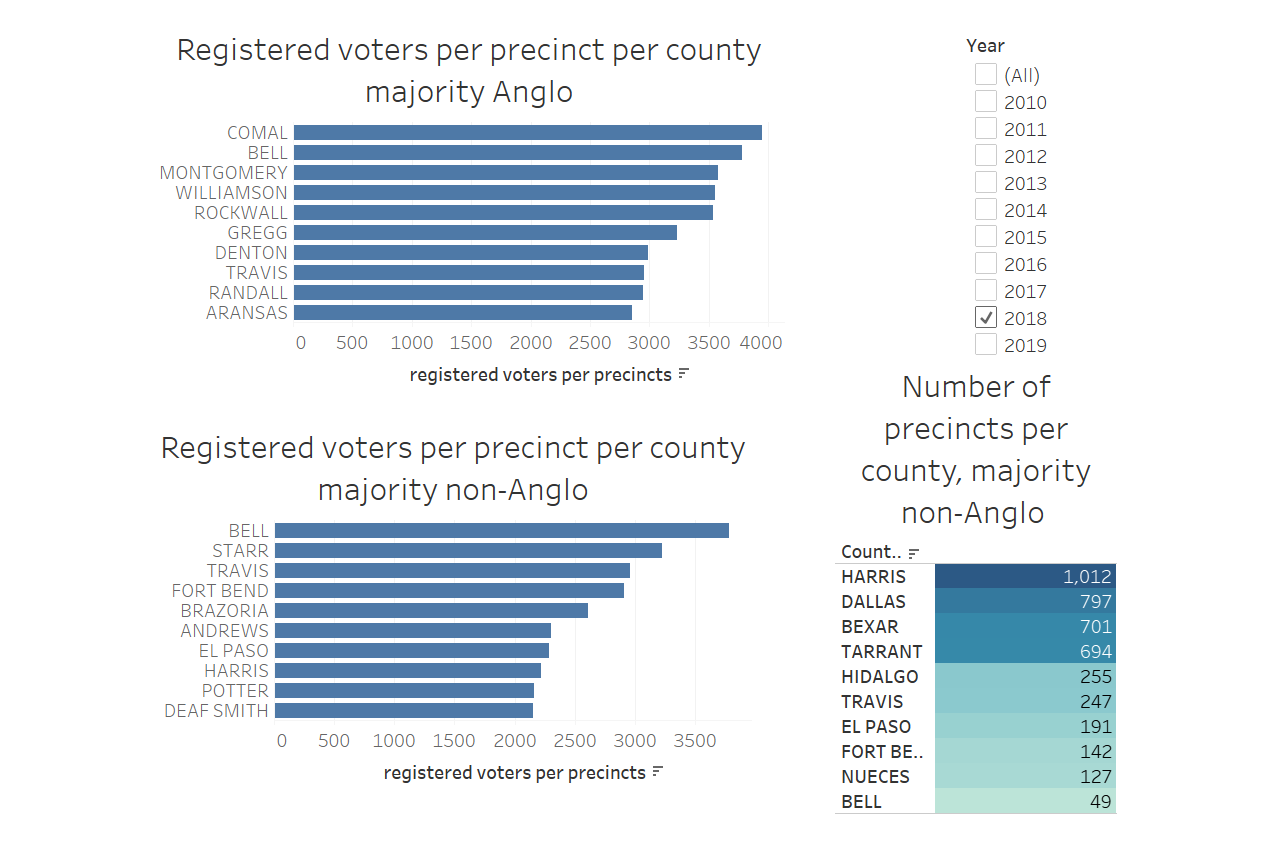 Registered voters per precinct per county
majority Anglo
COMAL
BELL
MONTGOMERY
WILLIAMSON
ROCKWALL
GREGG
DENTON
TRAVIS
RANDALL
ARANSAS
0 500 1000 1500 2000 2500 3000 3500 4000
registered voters per precincts
Year
(All)
2010
2011
2012
2013
2014
2015
2016
2017
2018
2019
Registered voters per precinct per county
majority non-Anglo
BELL
STARR
TRAVIS
FORT BEND
BRAZORIA
ANDREWS
EL PASO
HARRIS
POTTER
DEAF SMITH
0 500 1000 1500 2000 2500 3000 3500
registered voters per precincts
Number of
precincts per
county, majority
non-Anglo
Count..
HARRIS 1,012
DALLAS 797
BEXAR 701
TARRANT 694
HIDALGO 255
TRAVIS 247
EL PASO 191
FORT BE.. 142
NUECES 127
BELL 49